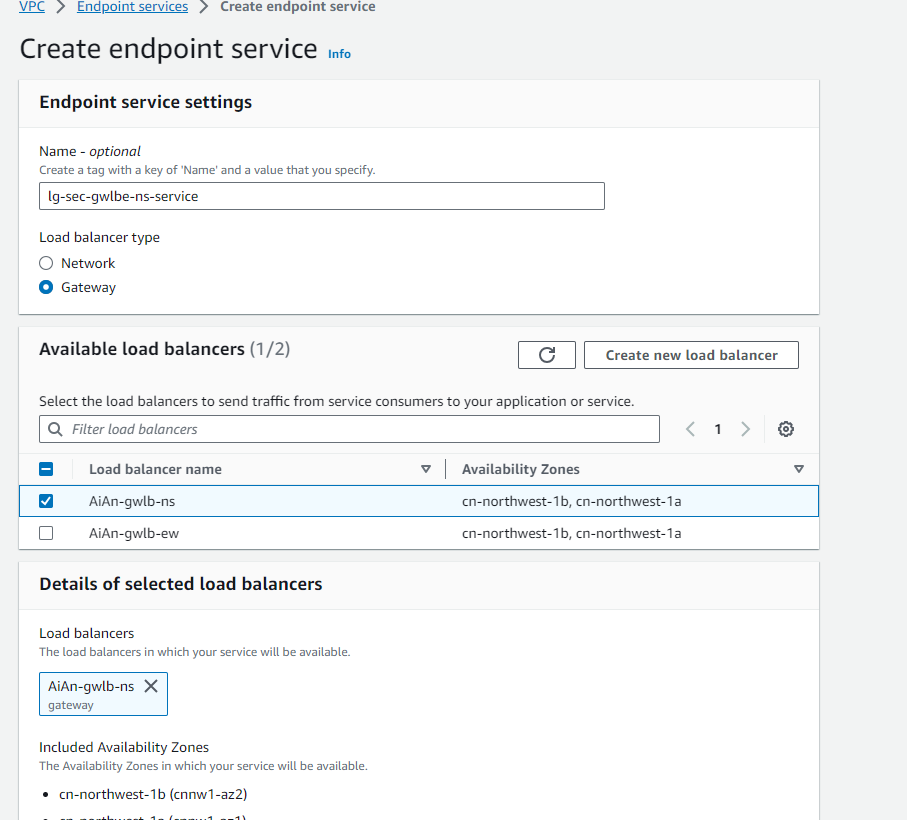 VPC > Endpoint services > Create endpoint service
Create endpoint service Info
Endpoint service settings
Name - optional
Create a tag with a key of 'Name' and a value that you specify.
lg-sec-gwlbe-ns-service
Load balancer type
Network
Gateway
Available load balancers (1/2)
Create new load balancer
Select the load balancers to send traffic from service consumers to your application or service.
Filter load balancers
1
Load balancer name Availability Zones
AiAn-gwlb-ns cn-northwest-1b, cn-northwest-1a
AiAn-gwlb-ew cn-northwest-1b, cn-northwest-1a
Details of selected load balancers
Load balancers
The load balancers in which your service will be available.
AiAn-gwlb-ns
gateway
Included Availability Zones
The Availability Zones in which your service will be available.
• cn-northwest-1b (cnnw1-az2)
• cn-northwest-1a (cnnw1-az1)